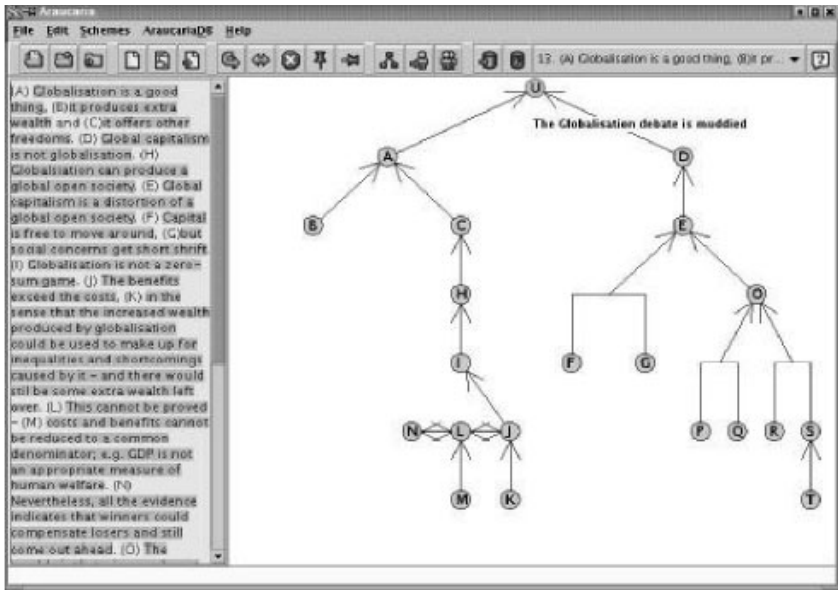 Araucaria
File Edit Schemes AraucariaDB Help
13. (A) Globalisation is a good thing, (B)it pr...
(A) Globalisation is a good
thing, (B)it produces extra
wealth and (C)it offers other
freedoms. (D) Global capitalism
is not globalisation. (H)
Globalsiation can produce a
global open society. (E) Global
capitalism is a distortion of a
global open society. (F) Capital
is free to move around, (G)but
social concerns get short shrift.
(I) Globalisation is not a zero-
sum game. (J) The benefits
exceed the costs, (K) in the
sense that the increased wealth
produced by globalisation
could be used to make up for
inequalities and shortcomings
caused by it - and there would
still be some extra wealth left
over. (L) This cannot be proved
- (M) costs and benefits cannot
be reduced to a common
denominator; e.g. GDP is not
an appropriate measure of
human welfare. (N)
Nevertheless, all the evidence
indicates that winners could
compensate losers and still
come out ahead. (O) The
U
The Globalisation debate is muddied
A D
B C E
H O
I F G
N L J P Q R S
M K T